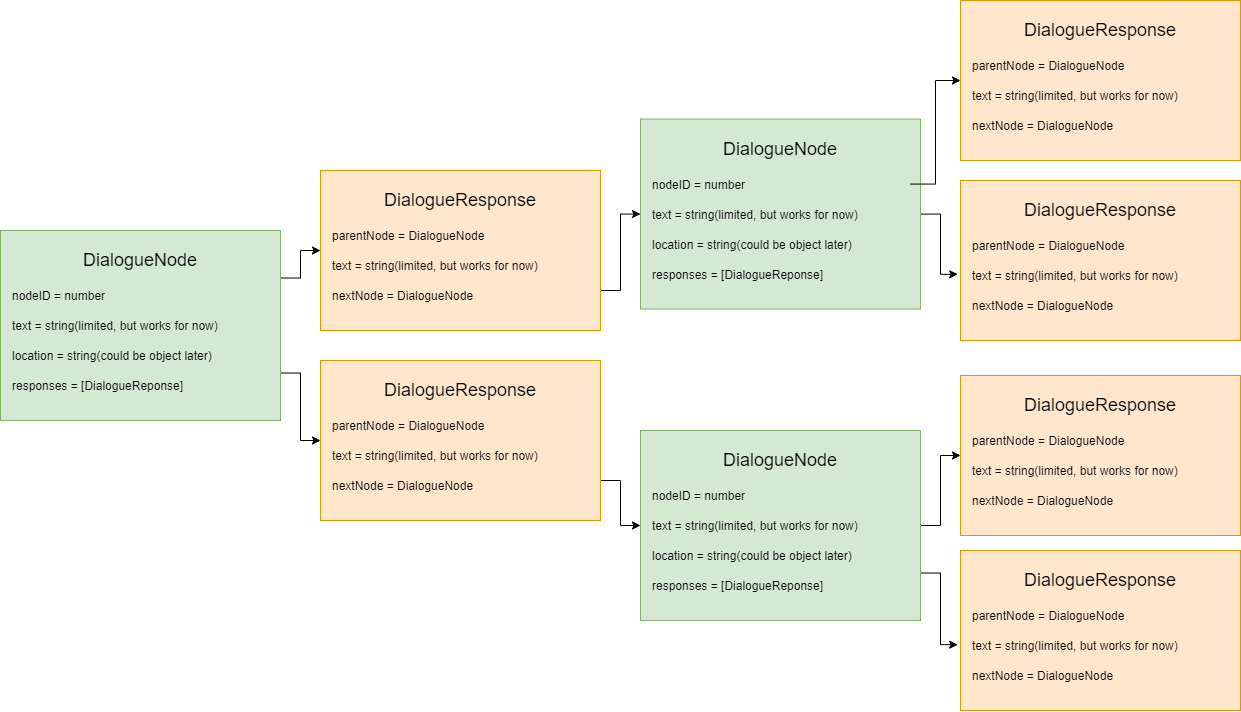 DialogueNode
nodeID = number
text = string(limited, but works for now)
location = string(could be object later)
responses = [DialogueReponse]
DialogueResponse
parentNode = DialogueNode
text = string(limited, but works for now)
nextNode = DialogueNode
DialogueResponse
parentNode = DialogueNode
text = string(limited, but works for now)
nextNode = DialogueNode
DialogueNode
nodeID = number
text = string(limited, but works for now)
location = string(could be object later)
responses = [DialogueReponse]
DialogueNode
nodeID = number
text = string(limited, but works for now)
location = string(could be object later)
responses = [DialogueReponse]
DialogueResponse
parentNode = DialogueNode
text = string(limited, but works for now)
nextNode = DialogueNode
DialogueResponse
parentNode = DialogueNode
text = string(limited, but works for now)
nextNode = DialogueNode
DialogueResponse
parentNode = DialogueNode
text = string(limited, but works for now)
nextNode = DialogueNode
DialogueResponse
parentNode = DialogueNode
text = string(limited, but works for now)
nextNode = DialogueNode